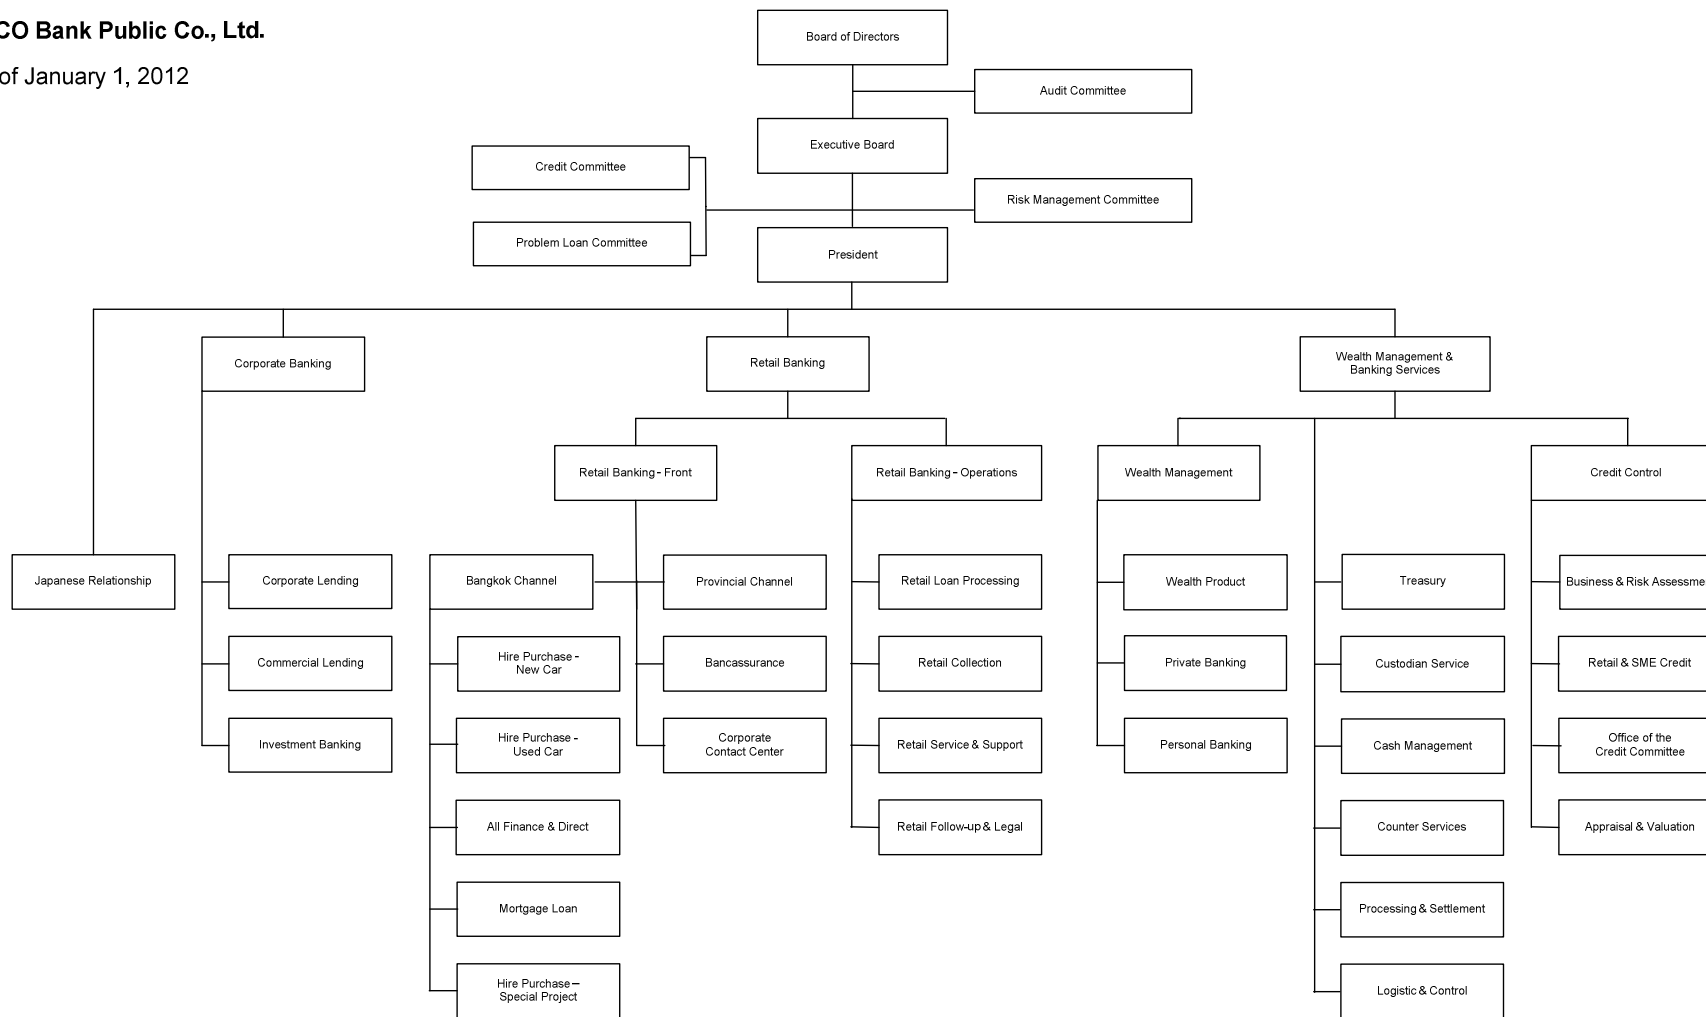 CO Bank Public Co., Ltd.
of January 1, 2012
Board of Directors
Audit Committee
Executive Board
Credit Committee
Risk Management Committee
Problem Loan Committee
President
Corporate Banking
Retail Banking
Wealth Management &
Banking Services
Retail Banking - Front
Retail Banking - Operations
Wealth Management
Credit Control
Japanese Relationship
Corporate Lending
Bangkok Channel
Provincial Channel
Retail Loan Processing
Wealth Product
Treasury
Business & Risk Assessme
Commercial Lending
Hire Purchase -
New Car
Bancassurance
Retail Collection
Private Banking
Custodian Service
Retail & SME Credit
Investment Banking
Hire Purchase -
Used Car
Corporate
Contact Center
Retail Service & Support
Personal Banking
Cash Management
Office of the
Credit Committee
All Finance & Direct
Retail Follow-up & Legal
Counter Services
Appraisal & Valuation
Mortgage Loan
Processing & Settlement
Hire Purchase –
Special Project
Logistic & Control